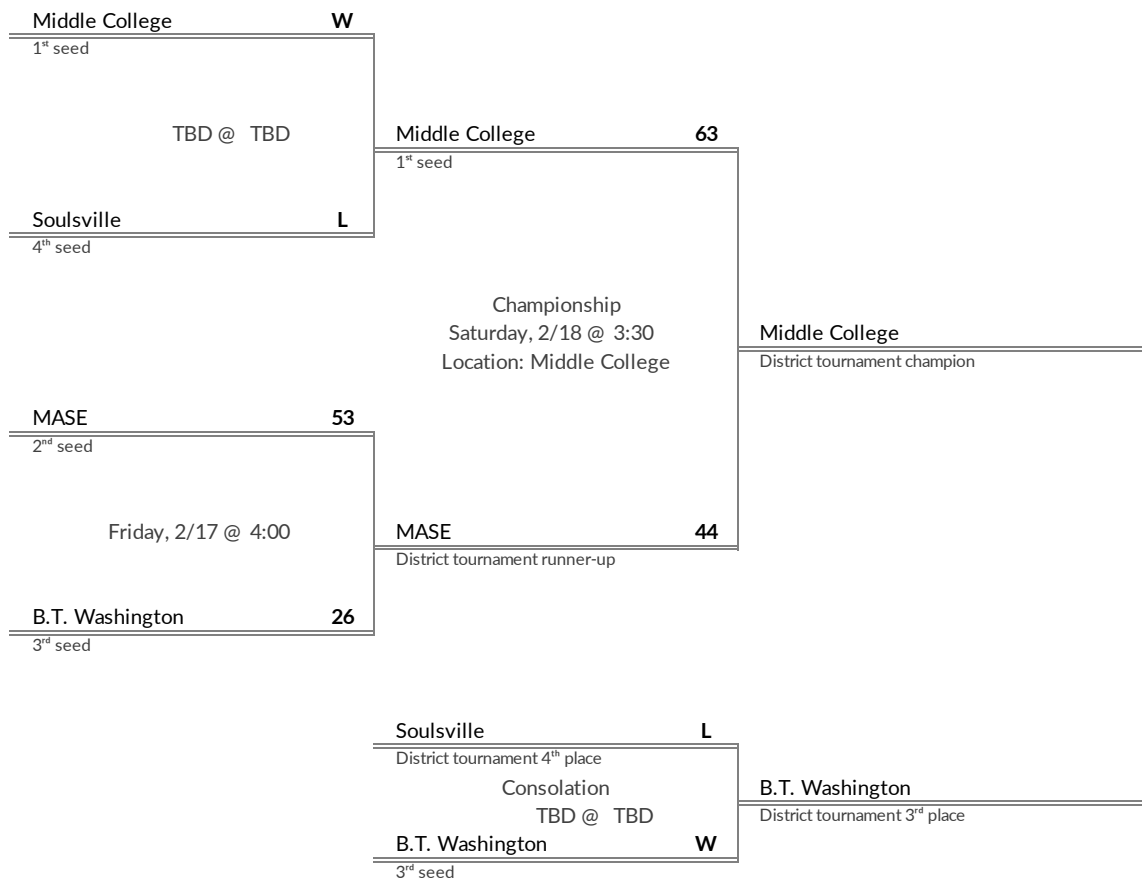 Middle College W
1st seed
TBD @ TBD
Middle College 63
1st seed
Soulsville L
4th seed
Championship
Saturday, 2/18 @ 3:30
Location: Middle College
Middle College
District tournament champion
MASE 53
2nd seed
Friday, 2/17 @ 4:00
MASE 44
District tournament runner-up
B.T. Washington 26
3rd seed
Soulsville L
District tournament 4th place
Consolation
TBD @ TBD
B.T. Washington
District tournament 3rd place
B.T. Washington W
3rd seed